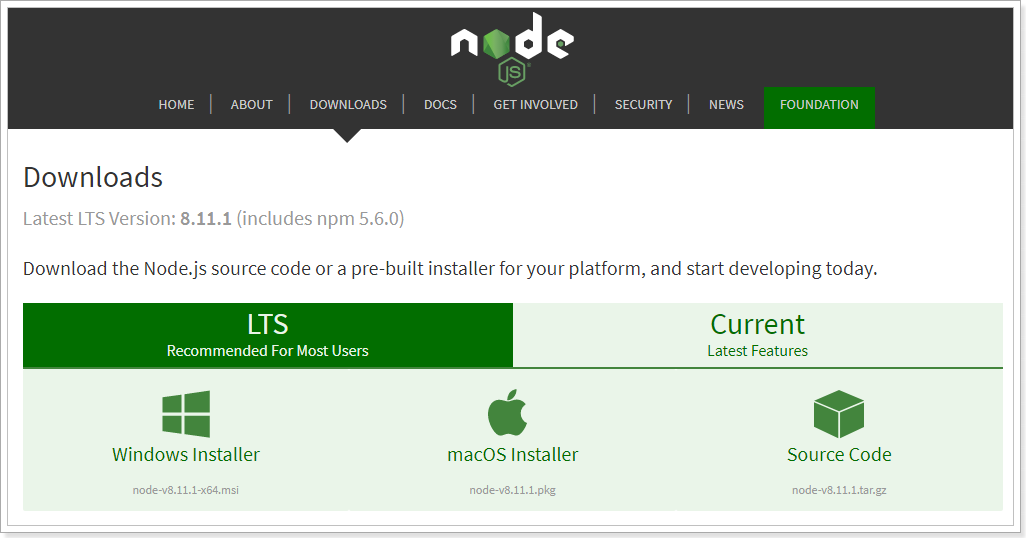 node
JS
HOME ABOUT DOWNLOADS DOCS GET INVOLVED SECURITY NEWS FOUNDATION
Downloads
Latest LTS Version: 8.11.1 (includes npm 5.6.0)
Download the Node.js source code or a pre-built installer for your platform, and start developing today.
LTS Current
Recommended For Most Users Latest Features
Windows Installer macOS Installer Source Code
node-v8.11.1-x64.msi node-v8.11.1.pkg node-v8.11.1.tar.gz